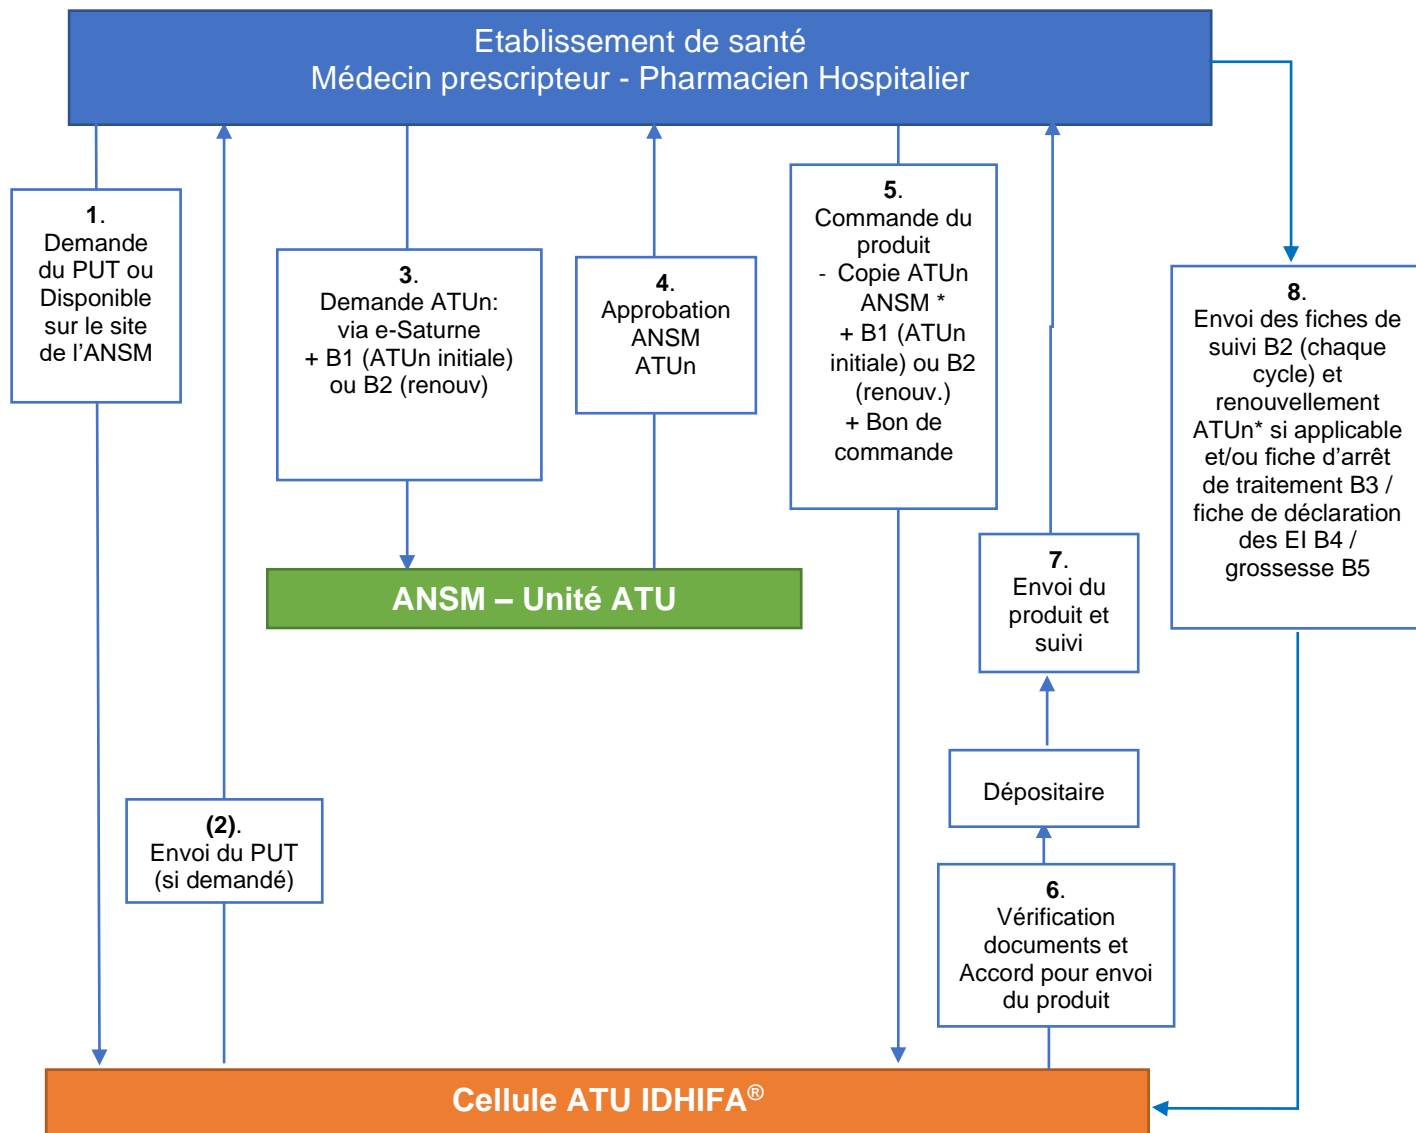 Etablissement de santé
Médecin prescripteur - Pharmacien Hospitalier
1.
Demande
du PUT ou
Disponible
sur le site
de l’ANSM
(2).
Envoi du PUT
(si demandé)
3.
Demande ATUn:
via e-Saturne
+ B1 (ATUn initiale)
ou B2 (renouv)
4.
Approbation
ANSM
ATUn
5.
Commande du
produit
- Copie ATUn
ANSM *
+ B1 (ATUn
initiale) ou B2
(renouv.)
+ Bon de
commande
6.
Vérification
documents et
Accord pour envoi
du produit
Dépositaire
7.
Envoi du
produit et
suivi
8.
Envoi des fiches de
suivi B2 (chaque
cycle) et
renouvellement
ATUn* si applicable
et/ou fiche d’arrêt
de traitement B3 /
fiche de déclaration
des EI B4 /
grossesse B5
ANSM – Unité ATU
Cellule ATU IDHIFA®